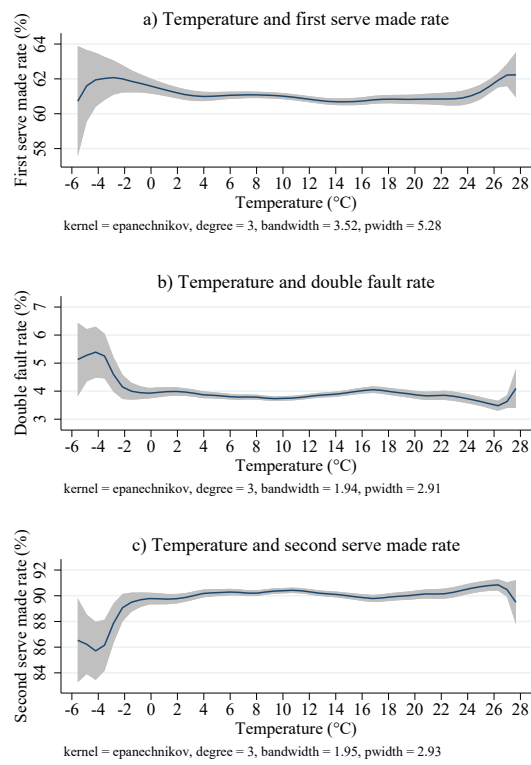 a) Temperature and first serve made rate
First serve made rate (%)
64
62
60
58
-6 -4 -2 0 2 4 6 8 10 12 14 16 18 20 22 24 26 28
Temperature (°C)
kernel = epanechnikov, degree = 3, bandwidth = 3.52, pwidth = 5.28
b) Temperature and double fault rate
Double fault rate (%)
7
6
5
4
3
-6 -4 -2 0 2 4 6 8 10 12 14 16 18 20 22 24 26 28
Temperature (°C)
kernel = epanechnikov, degree = 3, bandwidth = 1.94, pwidth = 2.91
c) Temperature and second serve made rate
Second serve made rate (%)
92
90
88
86
84
-6 -4 -2 0 2 4 6 8 10 12 14 16 18 20 22 24 26 28
Temperature (°C)
kernel = epanechnikov, degree = 3, bandwidth = 1.95, pwidth = 2.93